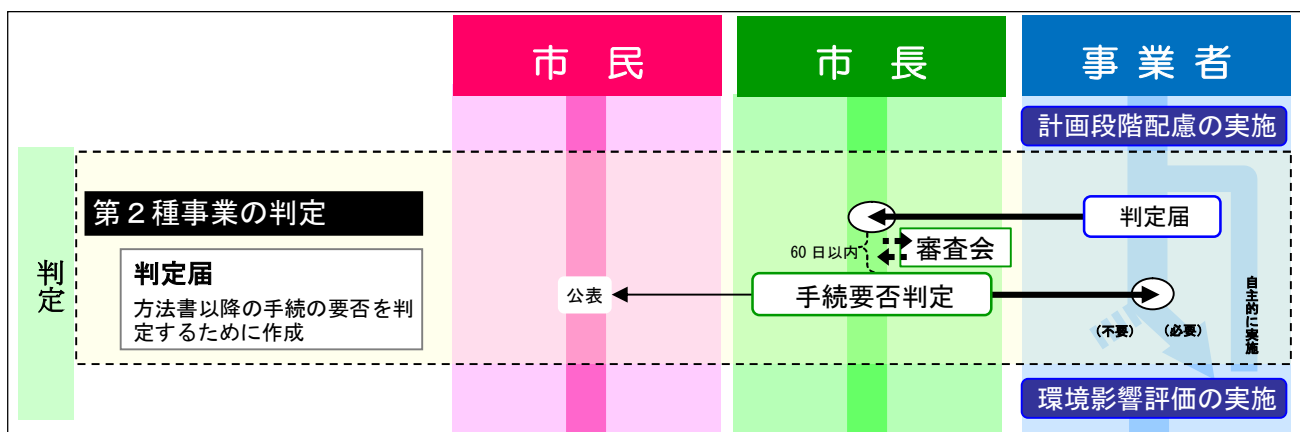 市 民
市 長
事 業 者
計画段階配慮の実施
判定
第２種事業の判定
判定届
方法書以降の手続の要否を判
定するために作成
判定届
60 日以内
審査会
公表
手続要否判定
(不要)
(必要)
自主的に実施
環境影響評価の実施